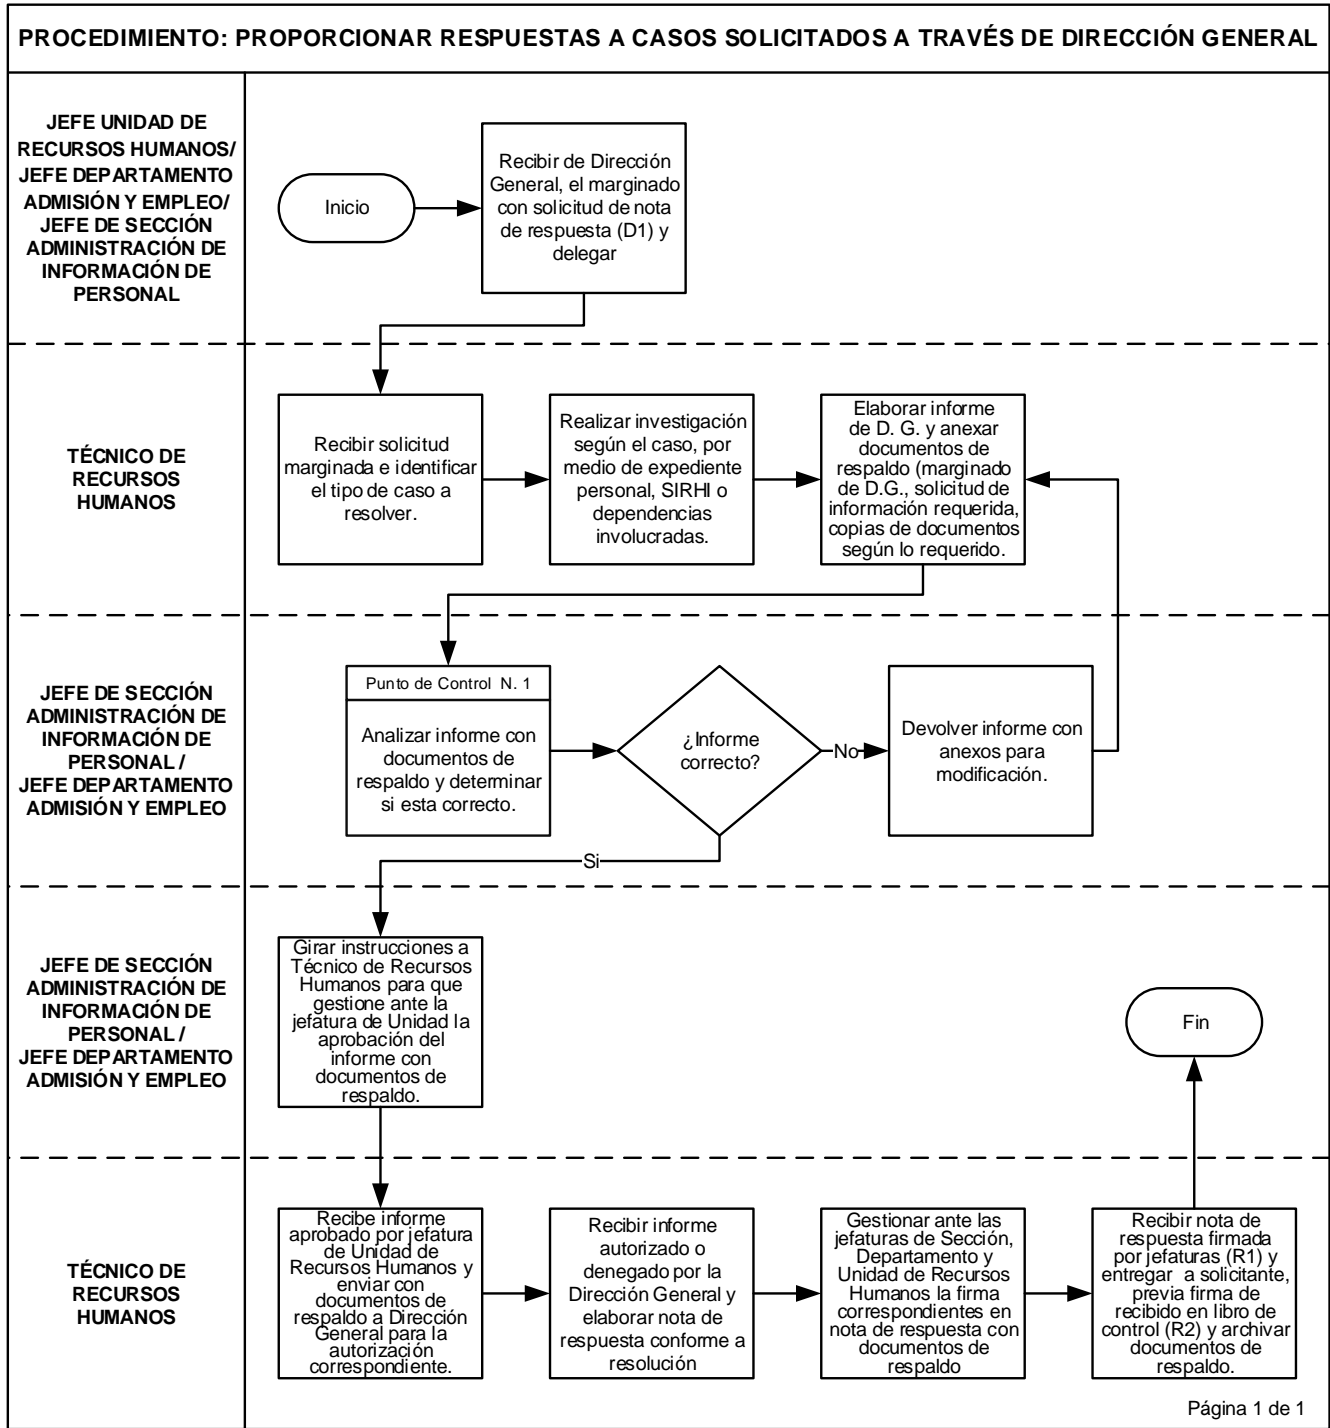 PROCEDIMIENTO: PROPORCIONAR RESPUESTAS A CASOS SOLICITADOS A TRAVÉS DE DIRECCIÓN GENERAL
JEFE UNIDAD DE
RECURSOS HUMANOS/
JEFE DEPARTAMENTO
ADMISIÓN Y EMPLEO/
JEFE DE SECCIÓN
ADMINISTRACIÓN DE
INFORMACIÓN DE
PERSONAL
Inicio
Recibir de Dirección
General, el marginado
con solicitud de nota
de respuesta (D1) y
delegar
TÉCNICO DE
RECURSOS
HUMANOS
Recibir solicitud
marginada e identificar
el tipo de caso a
resolver.
Realizar investigación
según el caso, por
medio de expediente
personal, SIRHI o
dependencias
involucradas.
Elaborar informe
de D. G. y anexar
documentos de
respaldo (marginado
de D.G., solicitud de
información requerida,
copias de documentos
según lo requerido.
JEFE DE SECCIÓN
ADMINISTRACIÓN DE
INFORMACIÓN DE
PERSONAL /
JEFE DEPARTAMENTO
ADMISIÓN Y EMPLEO
Punto de Control N. 1
Analizar informe con
documentos de
respaldo y determinar
si esta correcto.
¿Informe
correcto?
No
Devolver informe con
anexos para
modificación.
Si
JEFE DE SECCIÓN
ADMINISTRACIÓN DE
INFORMACIÓN DE
PERSONAL /
JEFE DEPARTAMENTO
ADMISIÓN Y EMPLEO
Girar instrucciones a
Técnico de Recursos
Humanos para que
gestione ante la
jefatura de Unidad la
aprobación del
informe con
documentos de
respaldo.
Fin
TÉCNICO DE
RECURSOS
HUMANOS
Recibe informe
aprobado por jefatura
de Unidad de
Recursos Humanos y
enviar con
documentos de
respaldo a Dirección
General para la
autorización
correspondiente.
Recibir informe
autorizado o
denegado por la
Dirección General y
elaborar nota de
respuesta conforme a
resolución
Gestionar ante las
jefaturas de Sección,
Departamento y
Unidad de Recursos
Humanos la firma
correspondientes en
nota de respuesta con
documentos de
respaldo
Recibir nota de
respuesta firmada
por jefaturas (R1) y
entregar a solicitante,
previa firma de
recibido en libro de
control (R2) y archivar
documentos de
respaldo.
Página 1 de 1